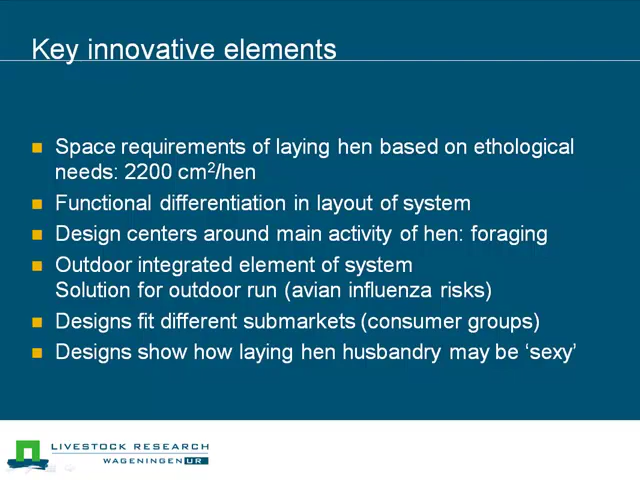 Key innovative elements
Space requirements of laying hen based on ethological
needs: 2200 cm²/hen
Functional differentiation in layout of system
Design centers around main activity of hen: foraging
Outdoor integrated element of system
Solution for outdoor run (avian influenza risks)
Designs fit different submarkets (consumer groups)
Designs show how laying hen husbandry may be ‘sexy’
LIVESTOCK RESEARCH
WAGENINGEN UR